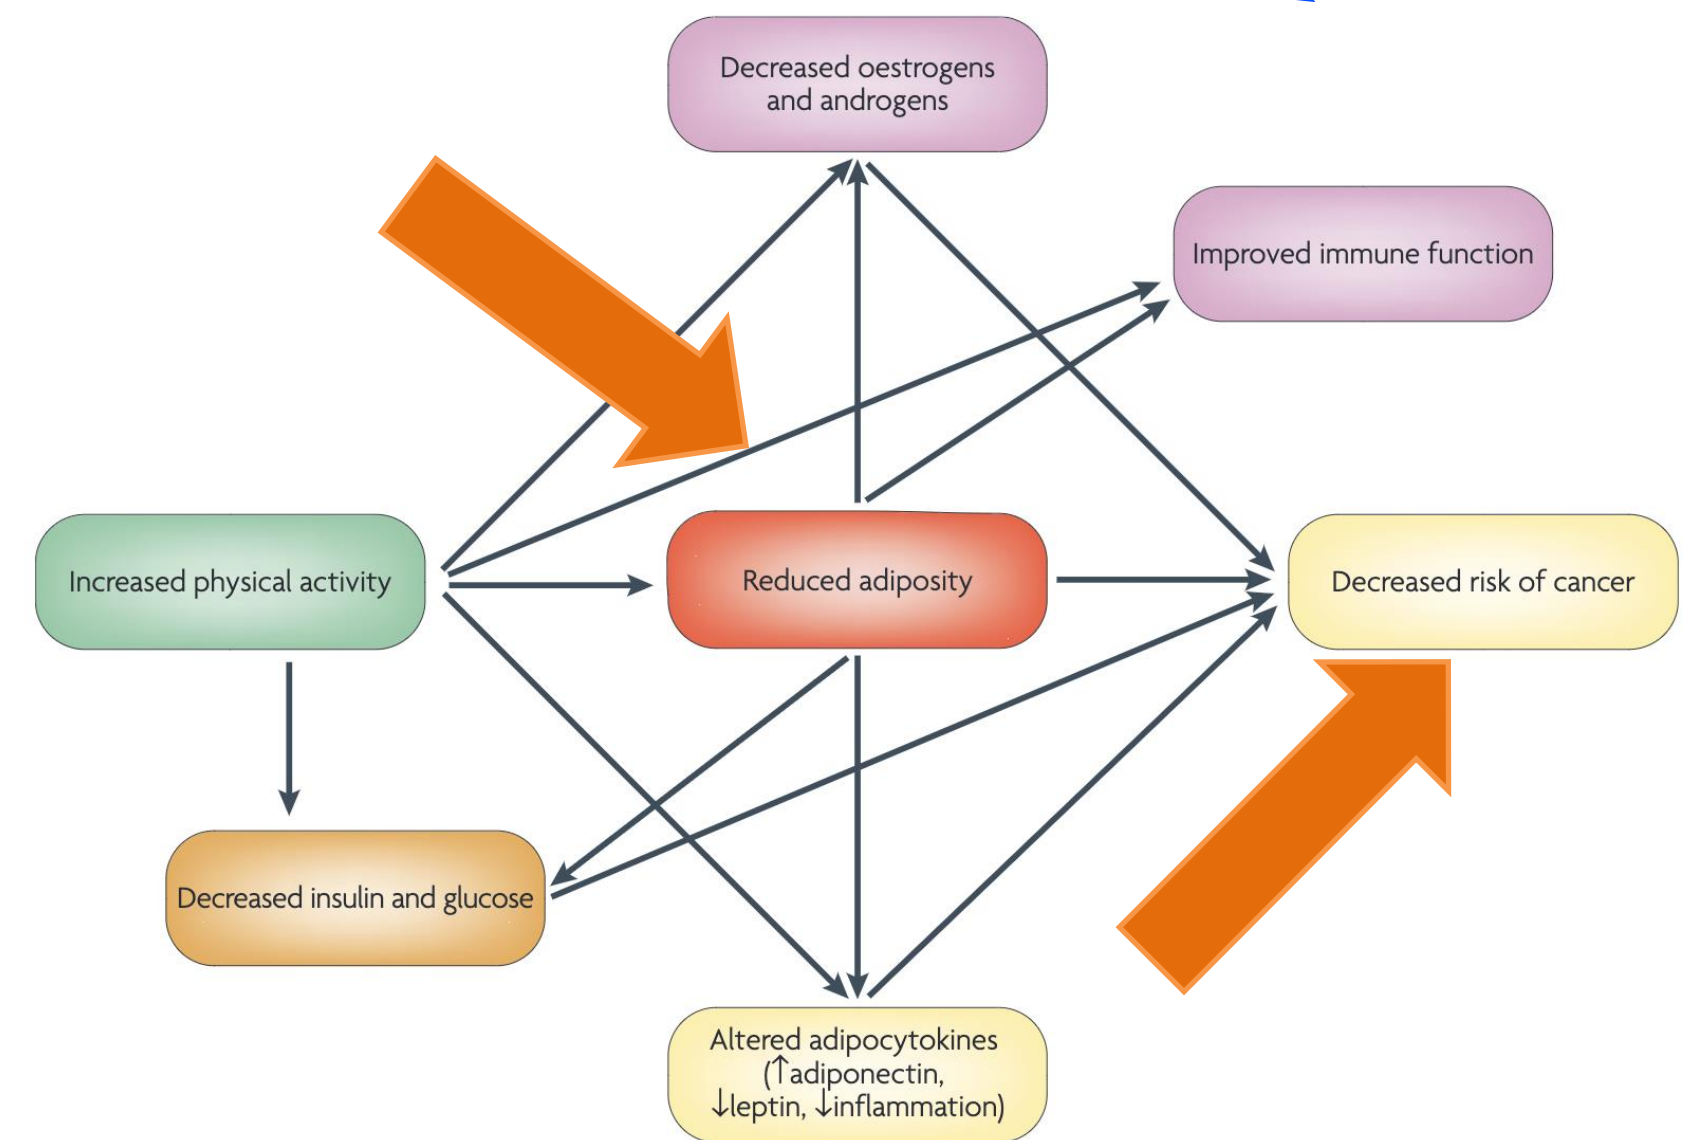 Decreased oestrogens
and androgens
Improved immune function
Increased physical activity
Reduced adiposity
Decreased risk of cancer
Decreased insulin and glucose
Altered adipocytokines
(↑adiponectin,
↓leptin, ↓inflammation)